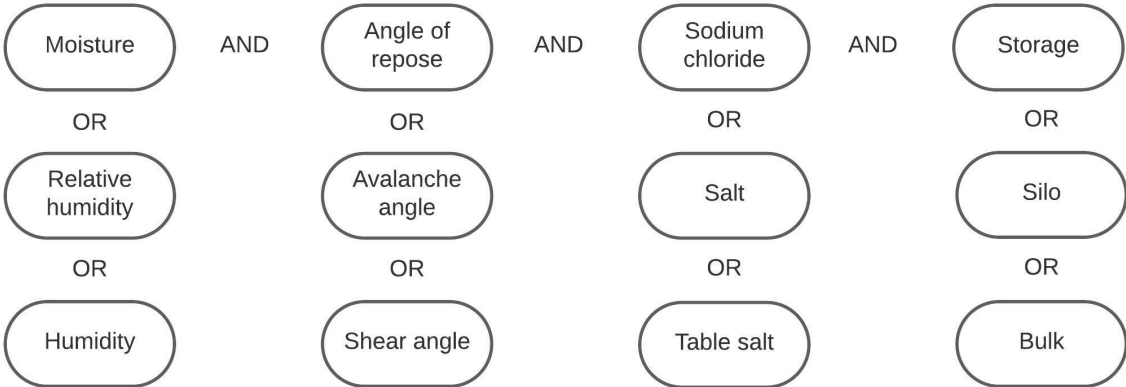 Moisture AND Angle of repose AND Sodium chloride AND Storage
OR OR OR OR
Relative humidity Avalanche angle Salt Silo
OR OR OR OR
Humidity Shear angle Table salt Bulk